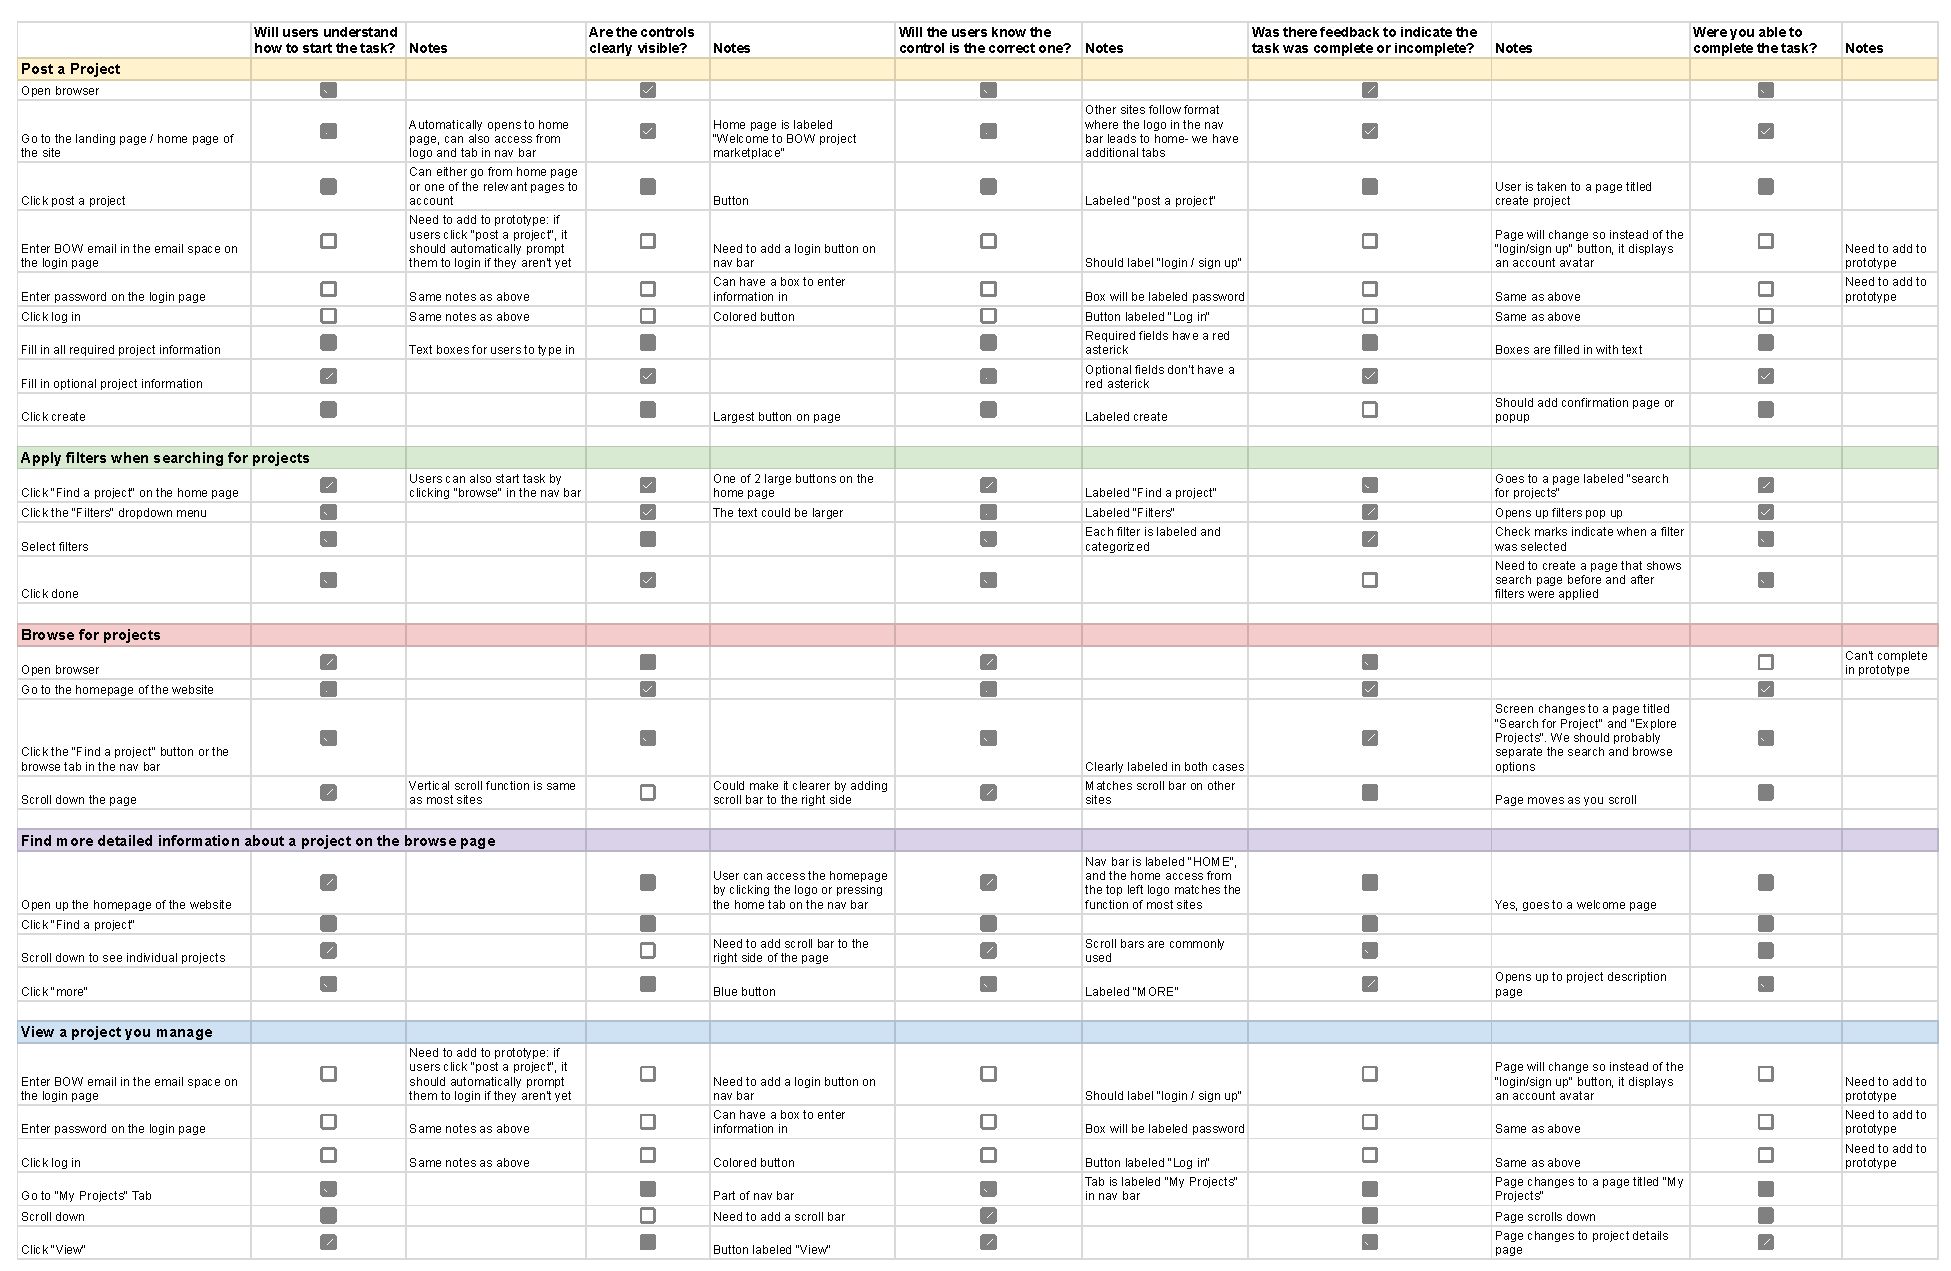 Will users understand
how to start the task?
Notes
Are the controls
clearly visible?
Notes
Will the users know the
control is the correct one?
Notes
Was there feedback to indicate the
task was complete or incomplete?
Notes
Were you able to
complete the task?
Notes
Post a Project
Open browser
Go to the landing page / home page of
the site
Automatically opens to home
page, can also access from
logo and tab in nav bar
Home page is labeled
"Welcome to BOW project
marketplace"
Other sites follow format
where the logo in the nav
bar leads to home- we have
additional tabs
Click post a project
Can either go from home page
or one of the relevant pages to
account
Button
Labeled "post a project"
User is taken to a page titled
create project
Enter BOW email in the email space on
the login page
Need to add to prototype: if
users click "post a project", it
should automatically prompt
them to login if they aren't yet
Need to add a login button on
nav bar
Should label "login / sign up"
Page will change so instead of the
"login/sign up" button, it displays
an account avatar
Need to add to
prototype
Enter password on the login page
Same notes as above
Can have a box to enter
information in
Box will be labeled password
Same as above
Need to add to
prototype
Click log in
Same notes as above
Colored button
Button labeled "Log in"
Same as above
Fill in all required project information
Text boxes for users to type in
Required fields have a red
asterick
Boxes are filled in with text
Fill in optional project information
Optional fields don't have a
red asterick
Click create
Largest button on page
Labeled create
Should add confirmation page or
popup
Apply filters when searching for projects
Click "Find a project" on the home page
Users can also start task by
clicking "browse" in the nav bar
One of 2 large buttons on the
home page
Labeled "Find a project"
Goes to a page labeled "search
for projects"
Click the "Filters" dropdown menu
The text could be larger
Labeled "Filters"
Opens up filters pop up
Select filters
Each filter is labeled and
categorized
Check marks indicate when a filter
was selected
Click done
Need to create a page that shows
search page before and after
filters were applied
Browse for projects
Open browser
Can't complete
in prototype
Go to the homepage of the website
Click the "Find a project" button or the
browse tab in the nav bar
Clearly labeled in both cases
Screen changes to a page titled
"Search for Project" and "Explore
Projects". We should probably
separate the search and browse
options
Scroll down the page
Vertical scroll function is same
as most sites
Could make it clearer by adding
scroll bar to the right side
Matches scroll bar on other
sites
Page moves as you scroll
Find more detailed information about a project on the browse page
Open up the homepage of the website
User can access the homepage
by clicking the logo or pressing
the home tab on the nav bar
Nav bar is labeled "HOME",
and the home access from
the top left logo matches the
function of most sites
Yes, goes to a welcome page
Click "Find a project"
Scroll down to see individual projects
Need to add scroll bar to the
right side of the page
Scroll bars are commonly
used
Click "more"
Blue button
Labeled "MORE"
Opens up to project description
page
View a project you manage
Enter BOW email in the email space on
the login page
Need to add to prototype: if
users click "post a project", it
should automatically prompt
them to login if they aren't yet
Need to add a login button on
nav bar
Should label "login / sign up"
Page will change so instead of the
"login/sign up" button, it displays
an account avatar
Need to add to
prototype
Enter password on the login page
Same notes as above
Can have a box to enter
information in
Box will be labeled password
Same as above
Need to add to
prototype
Click log in
Same notes as above
Colored button
Button labeled "Log in"
Same as above
Need to add to
prototype
Go to "My Projects" Tab
Part of nav bar
Tab is labeled "My Projects"
in nav bar
Page changes to a page titled "My
Projects"
Scroll down
Need to add a scroll bar
Page scrolls down
Click "View"
Button labeled "View"
Page changes to project details
page